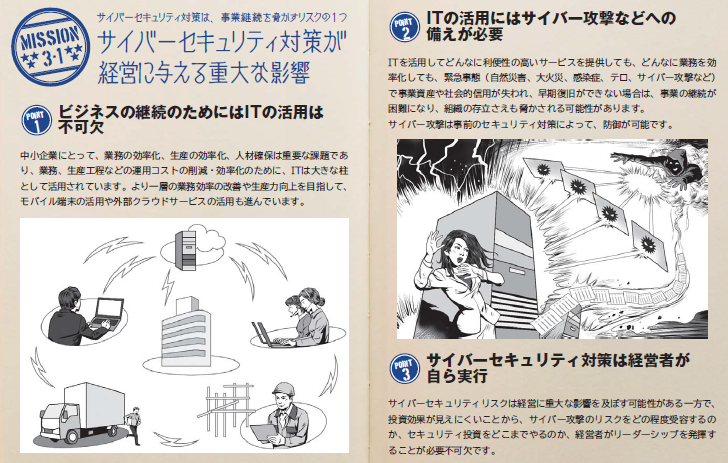 サイバーセキュリティ対策は、事業継続を脅かすリスクの1つ
MISSION
3-1
サイバーセキュリティ対策が
経営に与える重大な影響
POINT
1
ビジネスの継続のためにはITの活用は
不可欠
中小企業にとって、業務の効率化、生産の効率化、人材確保は重要な課題であ
り、業務、生産工程などの運用コストの削減・効率化のために、ITは大きな柱
として活用されています。より一層の業務効率の改善や生産力向上を目指して、
モバイル端末の活用や外部クラウドサービスの活用も進んでいます。
POINT
2
ITの活用にはサイバー攻撃などへの
備えが必要
ITを活用してどんなに利便性の高いサービスを提供しても、どんなに業務を効
率化しても、緊急事態（自然災害、大火災、感染症、テロ、サイバー攻撃など）
で事業資産や社会的信用が失われ、早期復旧ができない場合は、事業の継続が
困難になり、組織の存立さえも脅かされる可能性があります。
サイバー攻撃は事前のセキュリティ対策によって、防御が可能です。
POINT
3
サイバーセキュリティ対策は経営者が
自ら実行
サイバーセキュリティリスクは経営に重大な影響を及ぼす可能性がある一方で、
投資効果が見えにくいことから、サイバー攻撃のリスクをどの程度受容するの
か、セキュリティ投資をどこまでやるのか、経営者がリーダーシップを発揮す
ることが必要不可欠です。